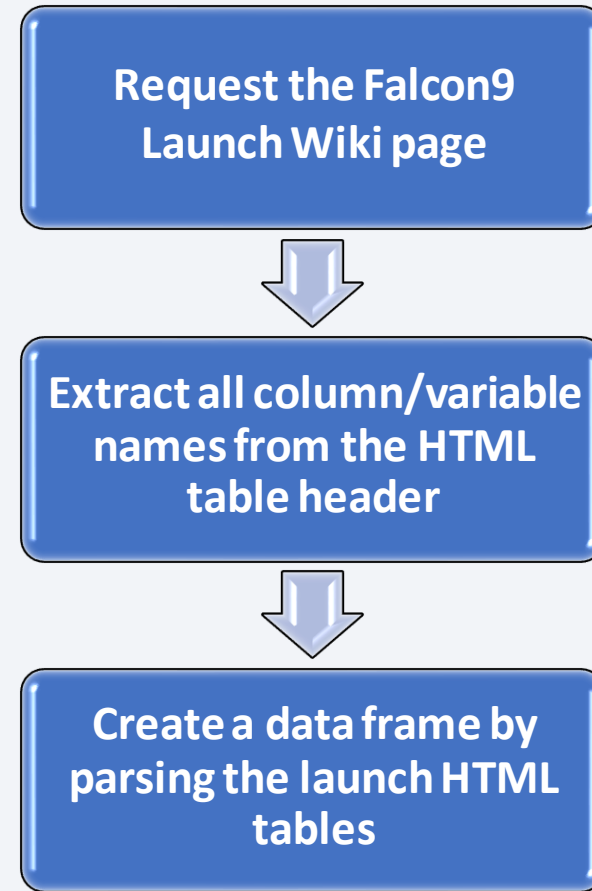 Request the Falcon9
Launch Wiki page
Extract all column/variable
names from the HTML
table header
Create a data frame by
parsing the launch HTML
tables